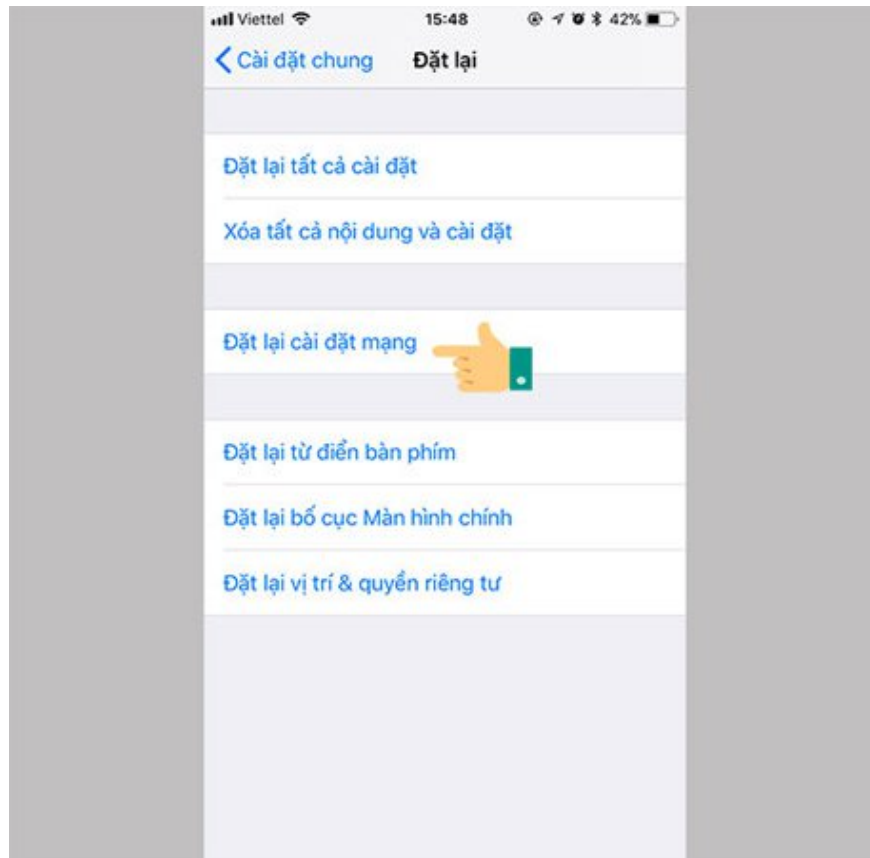 Viettel 15:48 42%
Cài đặt chung Đặt lại
Đặt lại tất cả cài đặt
Xóa tất cả nội dung và cài đặt
Đặt lại cài đặt mạng
Đặt lại từ điển bàn phím
Đặt lại bố cục Màn hình chính
Đặt lại vị trí & quyền riêng tư